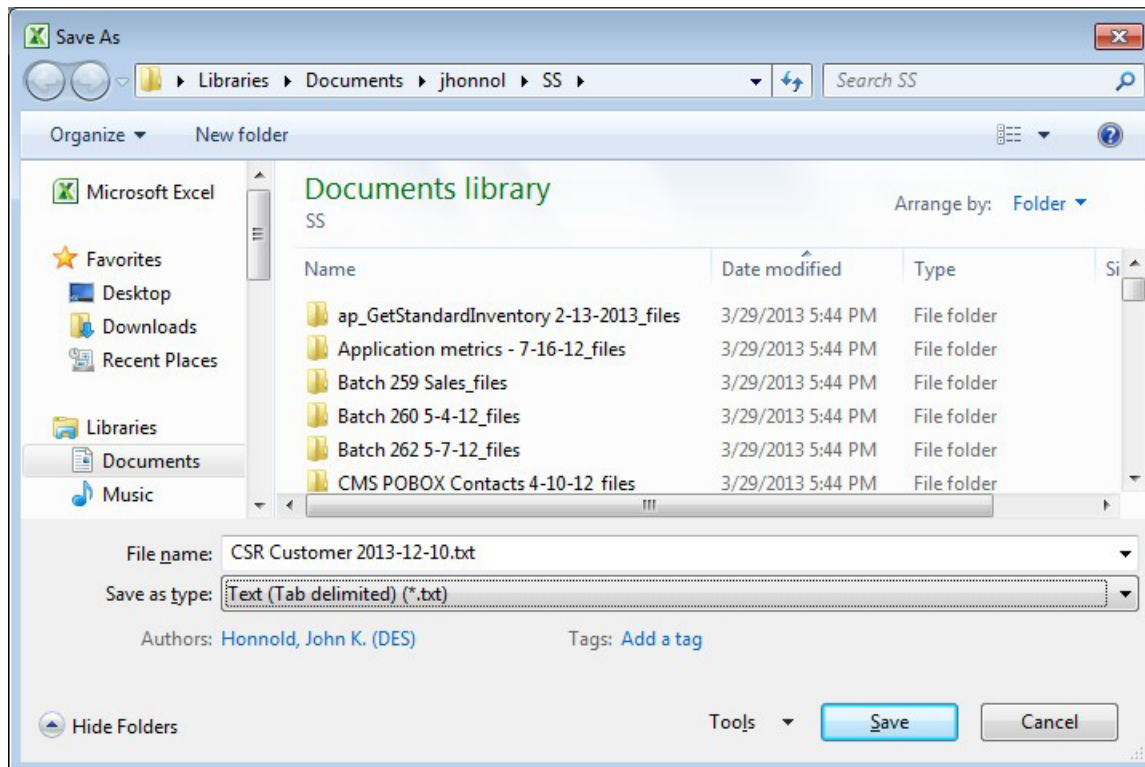 Save As
Libraries Documents jhonnol SS Search SS
Organize New folder
Microsoft Excel
Favorites
Desktop
Downloads
Recent Places
Libraries
Documents
Music
Documents library
SS
Arrange by: Folder
Name Date modified Type Si
ap_GetStandardInventory 2-13-2013_files 3/29/2013 5:44 PM File folder
Application metrics - 7-16-12_files 3/29/2013 5:44 PM File folder
Batch 259 Sales_files 3/29/2013 5:44 PM File folder
Batch 260 5-4-12_files 3/29/2013 5:44 PM File folder
Batch 262 5-7-12_files 3/29/2013 5:44 PM File folder
CMS POBOX Contacts 4-10-12_files 3/29/2013 5:44 PM File folder
File name: CSR Customer 2013-12-10.txt
Save as type: Text (Tab delimited) (*.txt)
Authors: Honnold, John K. (DES) Tags: Add a tag
Hide Folders Tools Save Cancel